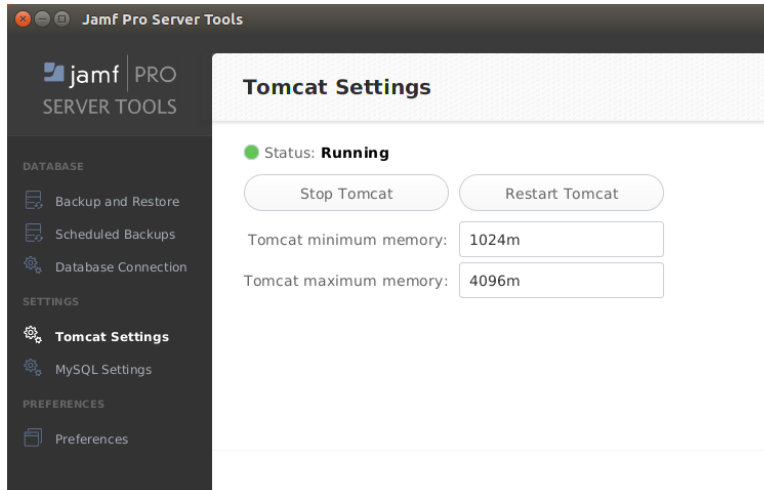 Jamf Pro Server Tools
jamf PRO
SERVER TOOLS
DATABASE
Backup and Restore
Scheduled Backups
Database Connection
SETTINGS
Tomcat Settings
MySQL Settings
PREFERENCES
Preferences
Tomcat Settings
Status: Running
Stop Tomcat
Restart Tomcat
Tomcat minimum memory: 1024m
Tomcat maximum memory: 4096m